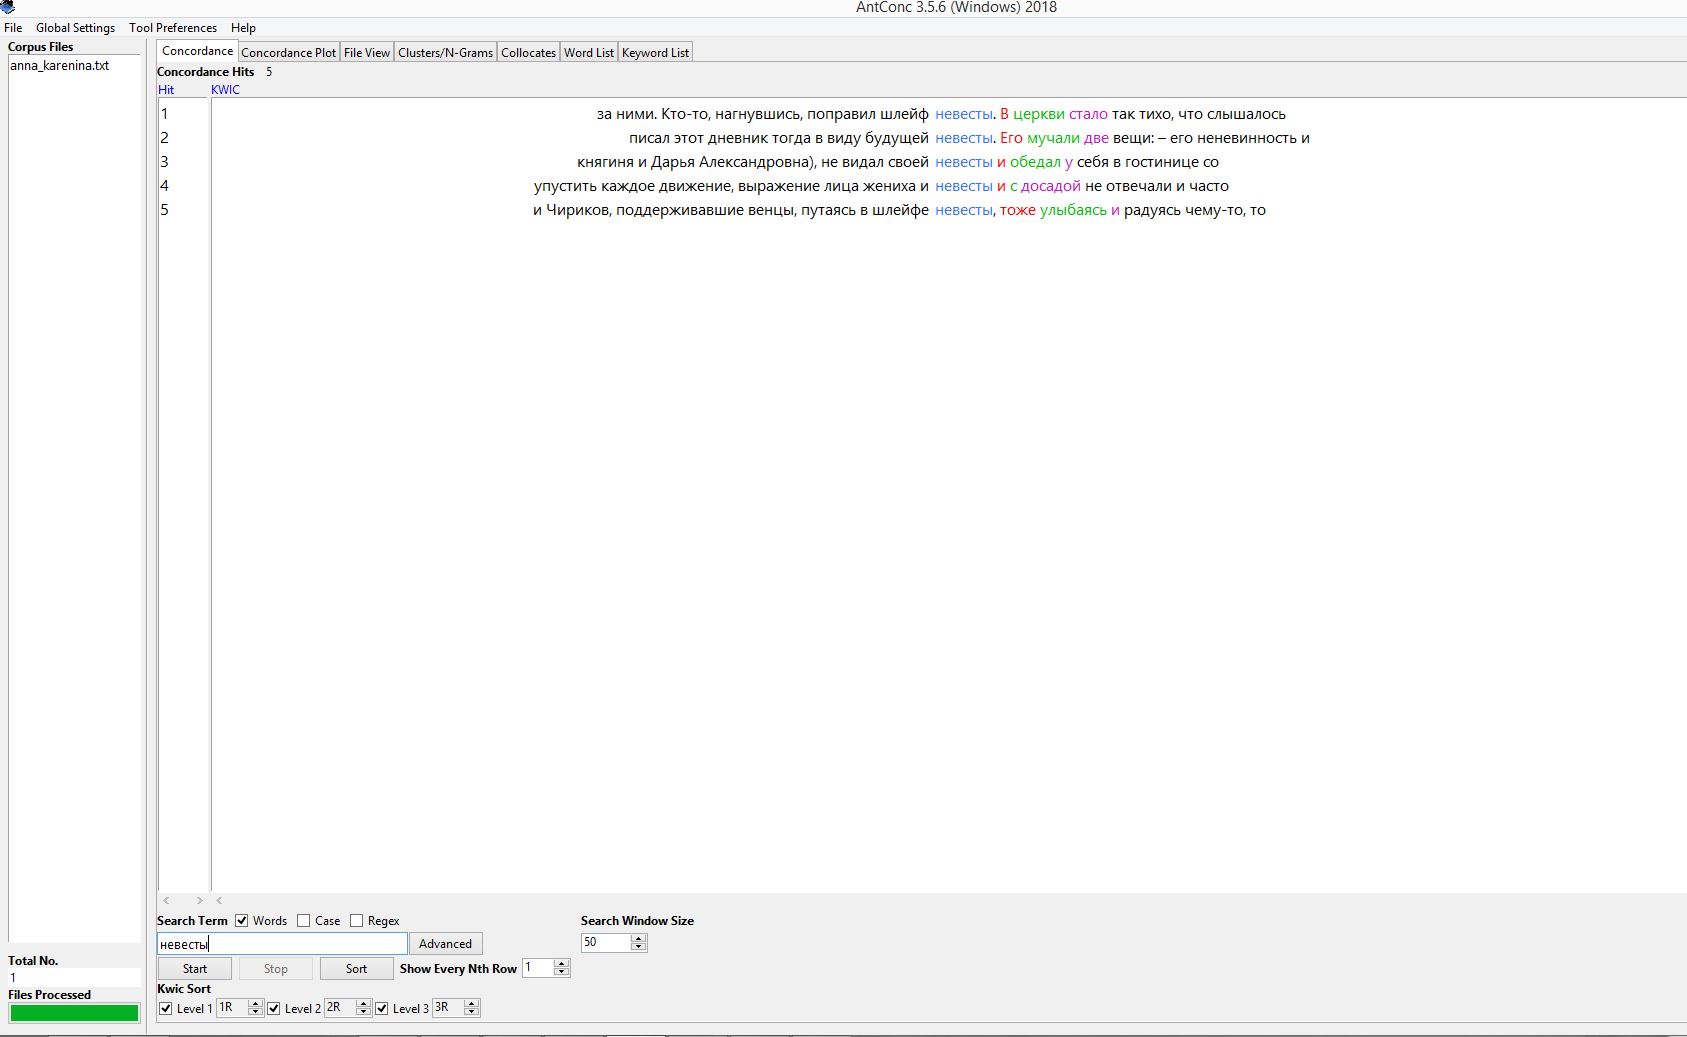 AntConc 3.5.6 (Windows) 2018
File Global Settings Tool Preferences Help
Corpus Files
anna_karenina.txt
Concordance Concordance Plot File View Clusters/N-Grams Collocates Word List Keyword List
Concordance Hits 5
Hit KWIC
1 за ними. Кто-то, нагнувшись, поправил шлейф невесты. В церкви стало так тихо, что слышалось
2 писал этот дневник тогда в виду будущей невесты. Его мучали две вещи: – его неневинность и
3 княгиня и Дарья Александровна), не видал своей невесты и обедал у себя в гостинице со
4 упустить каждое движение, выражение лица жениха и невесты и с досадой не отвечали и часто
5 и Чириков, поддерживавшие венцы, путаясь в шлейфе невесты, тоже улыбаясь и радуясь чему-то, то
Search Term Words Case Regex Search Window Size
невесты Advanced 50
Start Stop Sort Show Every Nth Row 1
Kwic Sort
Level 1 1R Level 2 2R Level 3 3R
Total No.
1
Files Processed